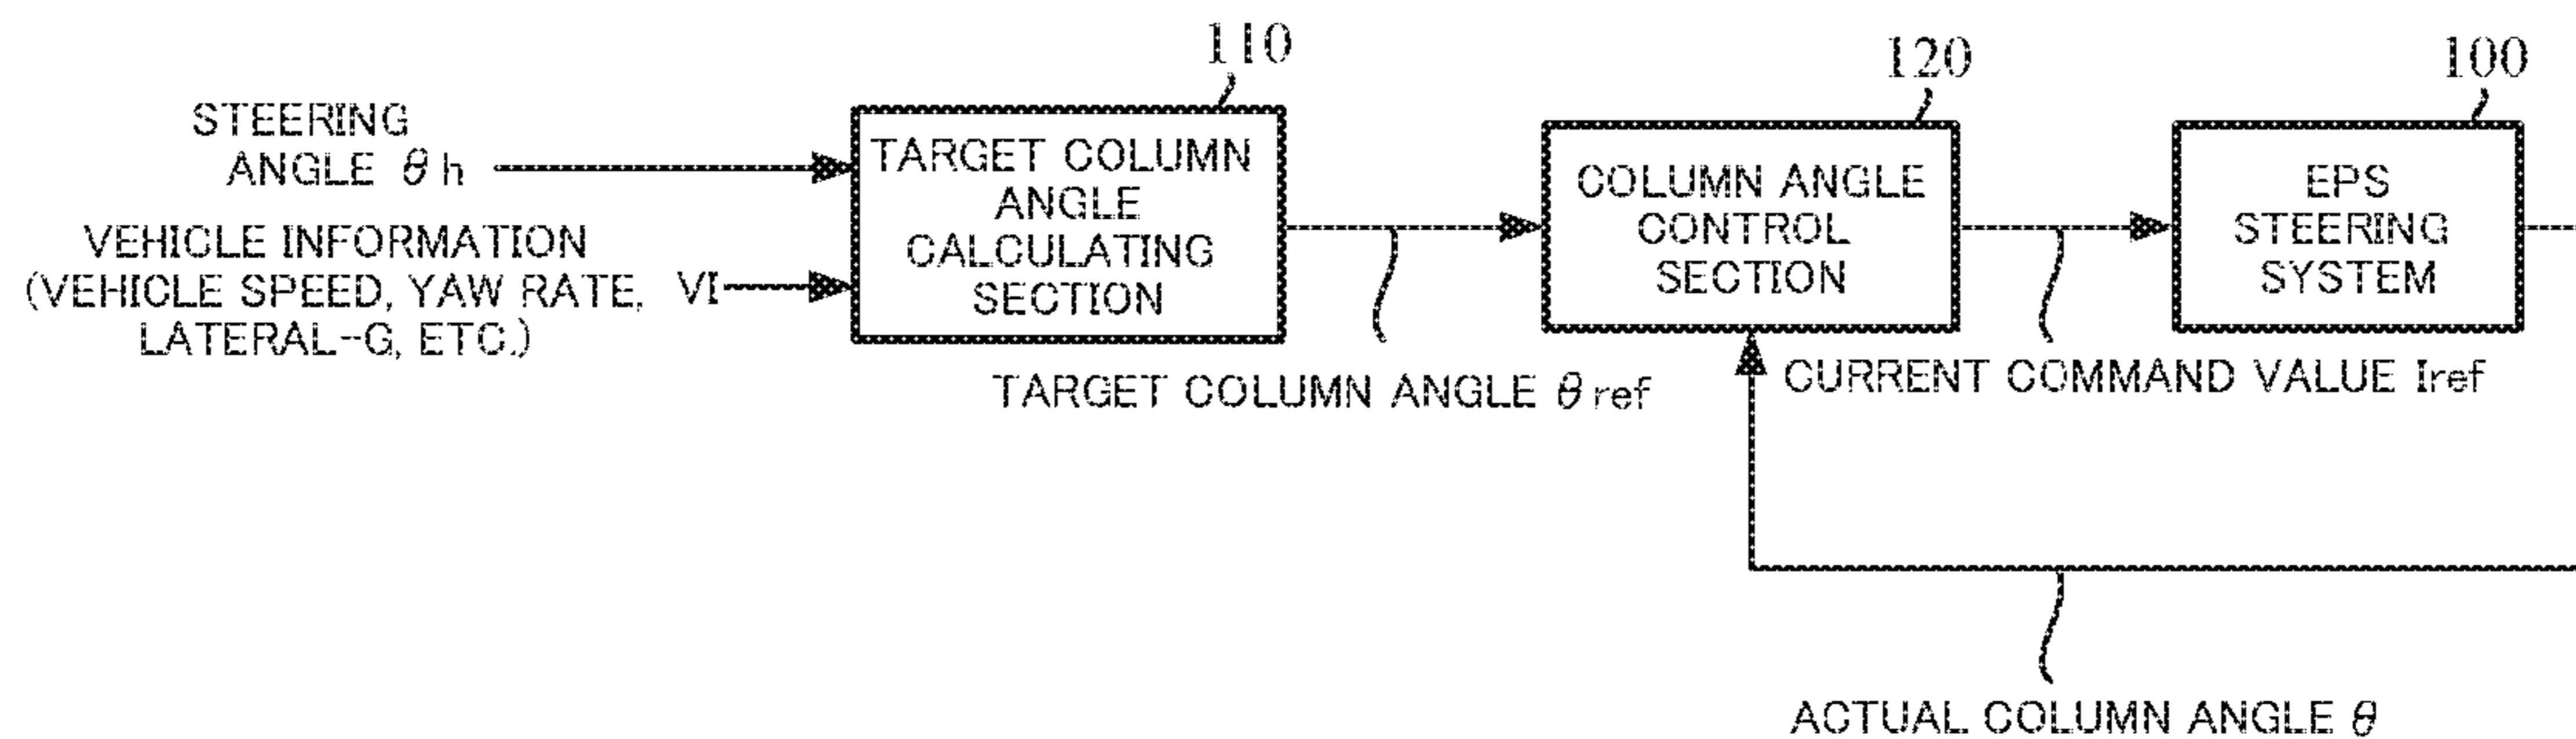 110
120
100
STEERING
ANGLE θh
VEHICLE INFORMATION
(VEHICLE SPEED, YAW RATE,
LATERAL--G, ETC.)
VI
TARGET COLUMN
ANGLE
CALCULATING
SECTION
TARGET COLUMN ANGLE θref
COLUMN ANGLE
CONTROL
SECTION
CURRENT COMMAND VALUE Iref
EPS
STEERING
SYSTEM
ACTUAL COLUMN ANGLE θ